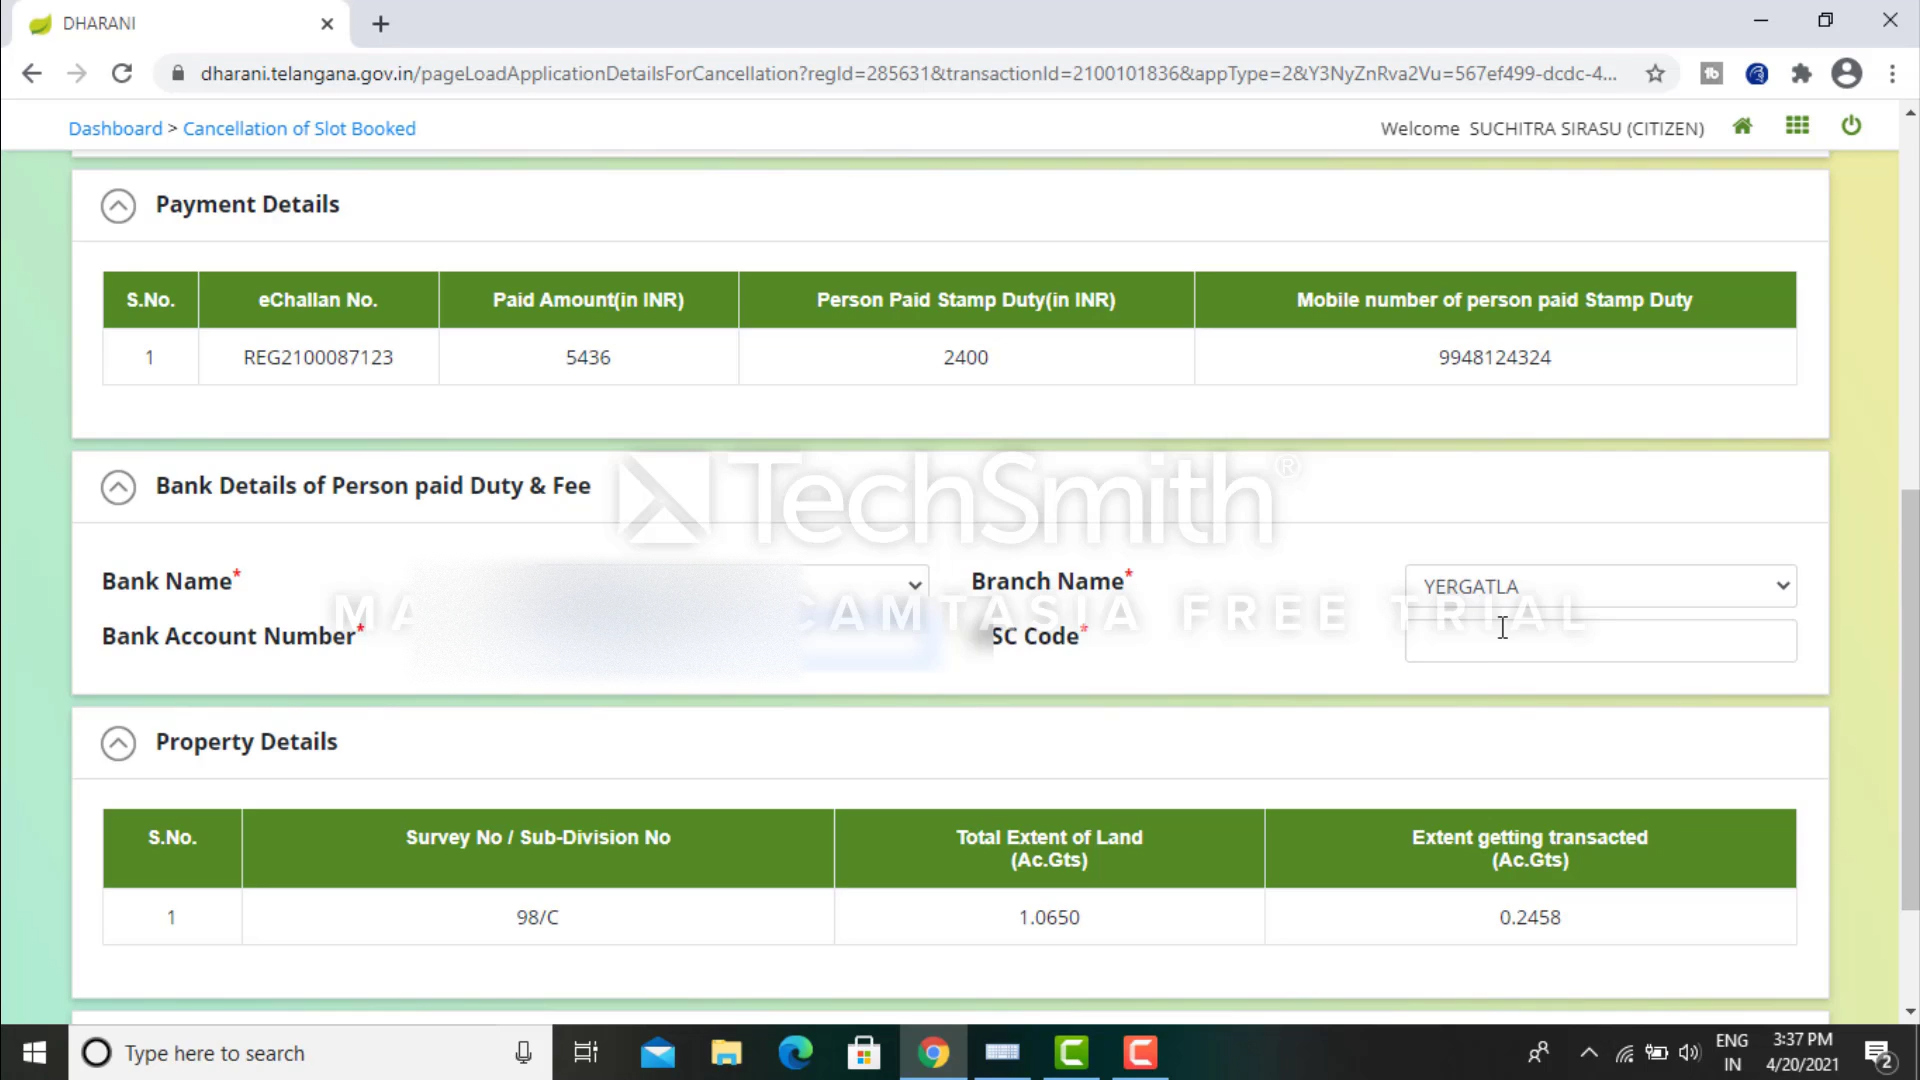 DHARANI
dharani.telangana.gov.in/pageLoadApplicationDetailsForCancellation?regId=285631&transactionId=2100101836&appType=2&Y3NyZnRva2Vu=567ef499-dcdc-4...
Dashboard > Cancellation of Slot Booked
Welcome SUCHITRA SIRASU (CITIZEN)
Payment Details
S.No. eChallan No. Paid Amount(in INR) Person Paid Stamp Duty(in INR) Mobile number of person paid Stamp Duty
1 REG2100087123 5436 2400 9948124324
Bank Details of Person paid Duty & Fee
TechSmith®
Bank Name* Branch Name* YERGATLA
CAMTASIA FREE TRIAL
Bank Account Number* SC Code*
Property Details
S.No. Survey No / Sub-Division No Total Extent of Land Extent getting transacted
(Ac.Gts) (Ac.Gts)
1 98/C 1.0650 0.2458
Type here to search
ENG 3:37 PM
IN 4/20/2021 2